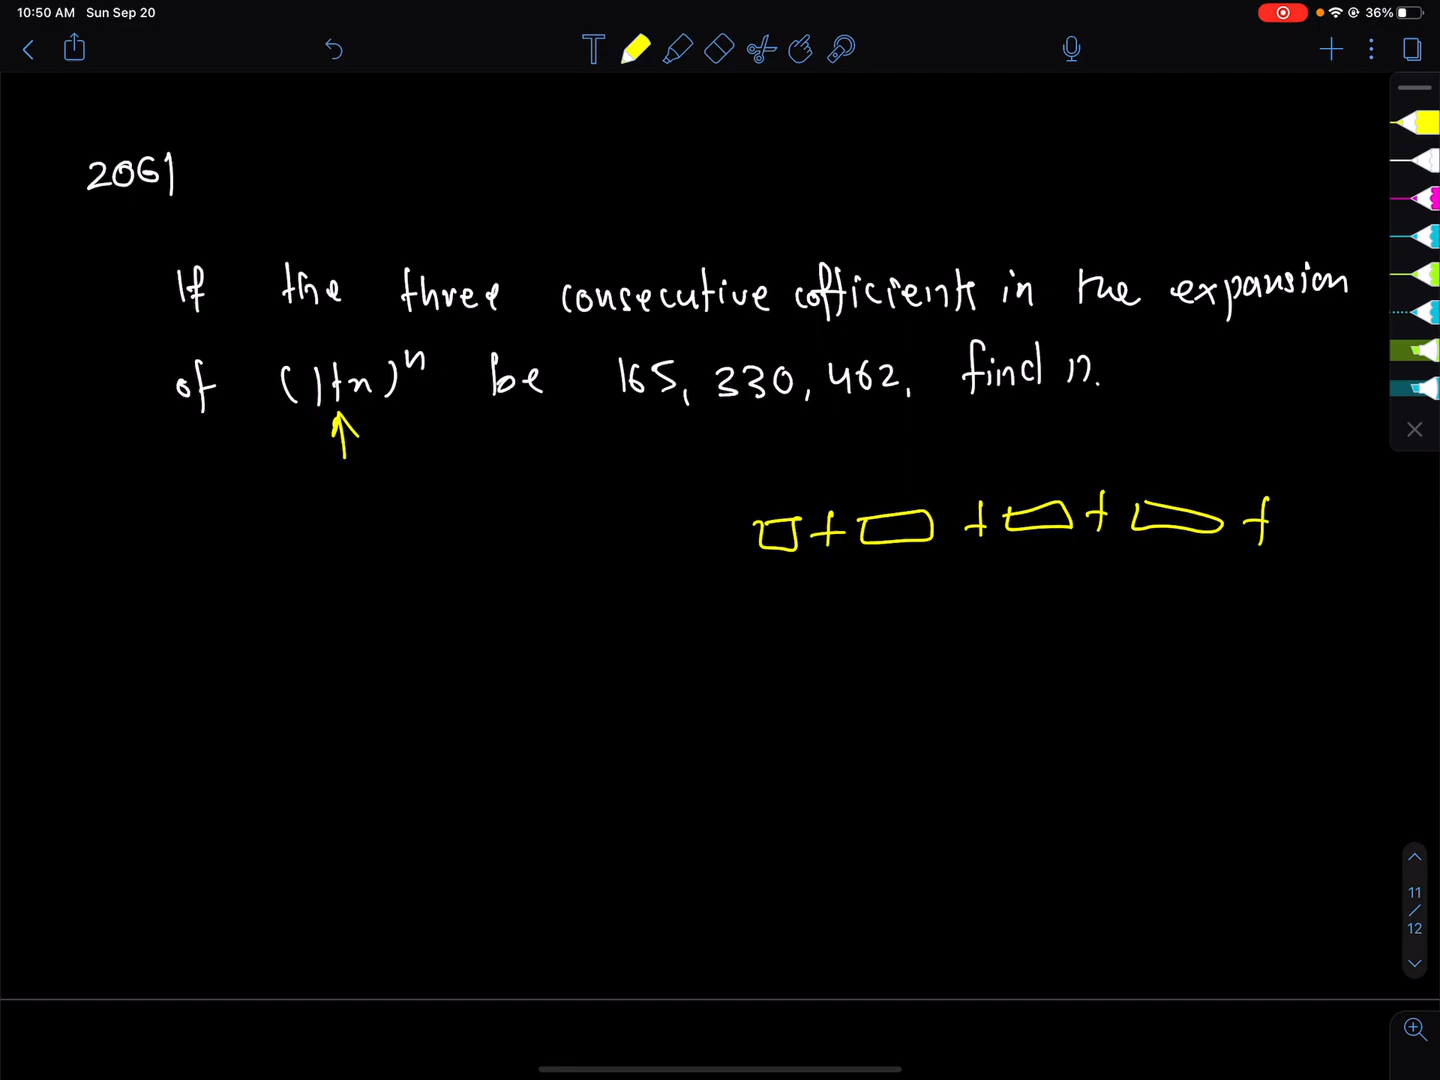 10:50 AM Sun Sep 20
36%
2061
If the three consecutive cofficients in the expansion
of (1+x)^n be 165, 330, 462, find n.
□ + □ + □ + □ +
11
/
12